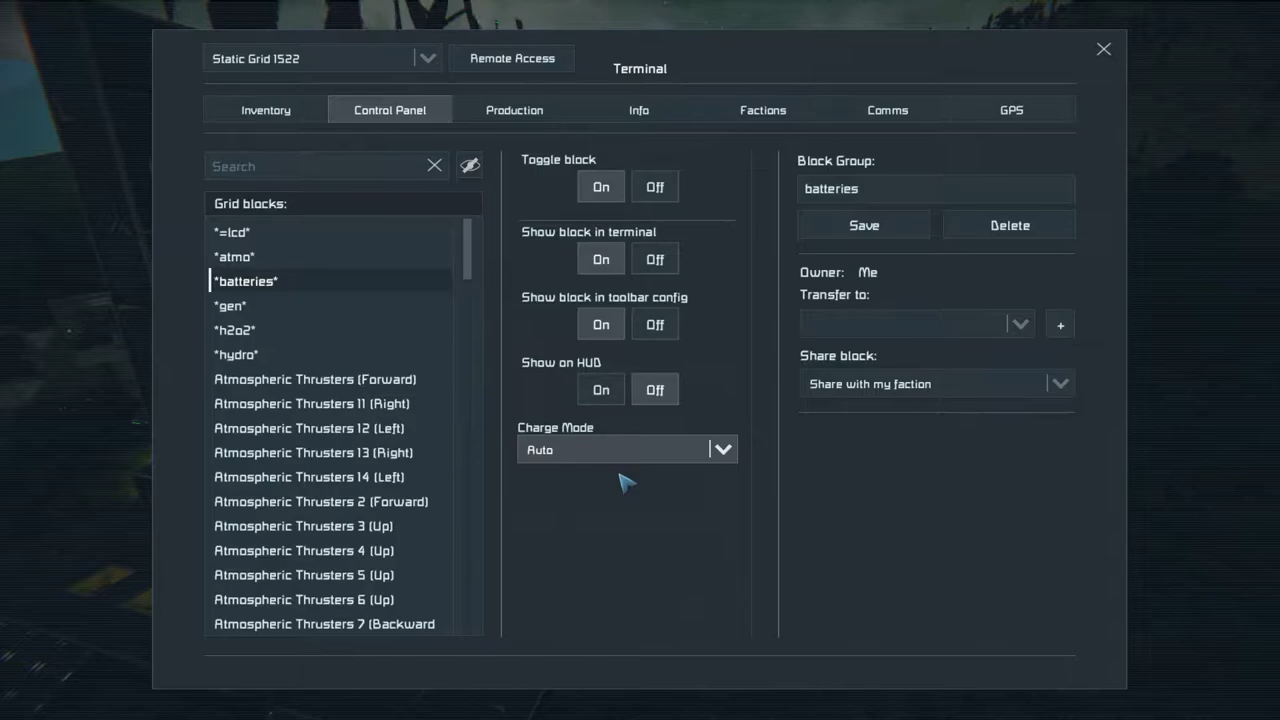 Static Grid 1522
Remote Access
Terminal
Inventory
Control Panel
Production
Info
Factions
Comms
GPS
Search
Grid blocks:
*=lcd*
*atmo*
*batteries*
*gen*
*h2o2*
*hydro*
Atmospheric Thrusters (Forward)
Atmospheric Thrusters 11 (Right)
Atmospheric Thrusters 12 (Left)
Atmospheric Thrusters 13 (Right)
Atmospheric Thrusters 14 (Left)
Atmospheric Thrusters 2 (Forward)
Atmospheric Thrusters 3 (Up)
Atmospheric Thrusters 4 (Up)
Atmospheric Thrusters 5 (Up)
Atmospheric Thrusters 6 (Up)
Atmospheric Thrusters 7 (Backward
Toggle block
On Off
Show block in terminal
On Off
Show block in toolbar config
On Off
Show on HUD
On Off
Charge Mode
Auto
Block Group:
batteries
Save Delete
Owner: Me
Transfer to:
+
Share block:
Share with my faction